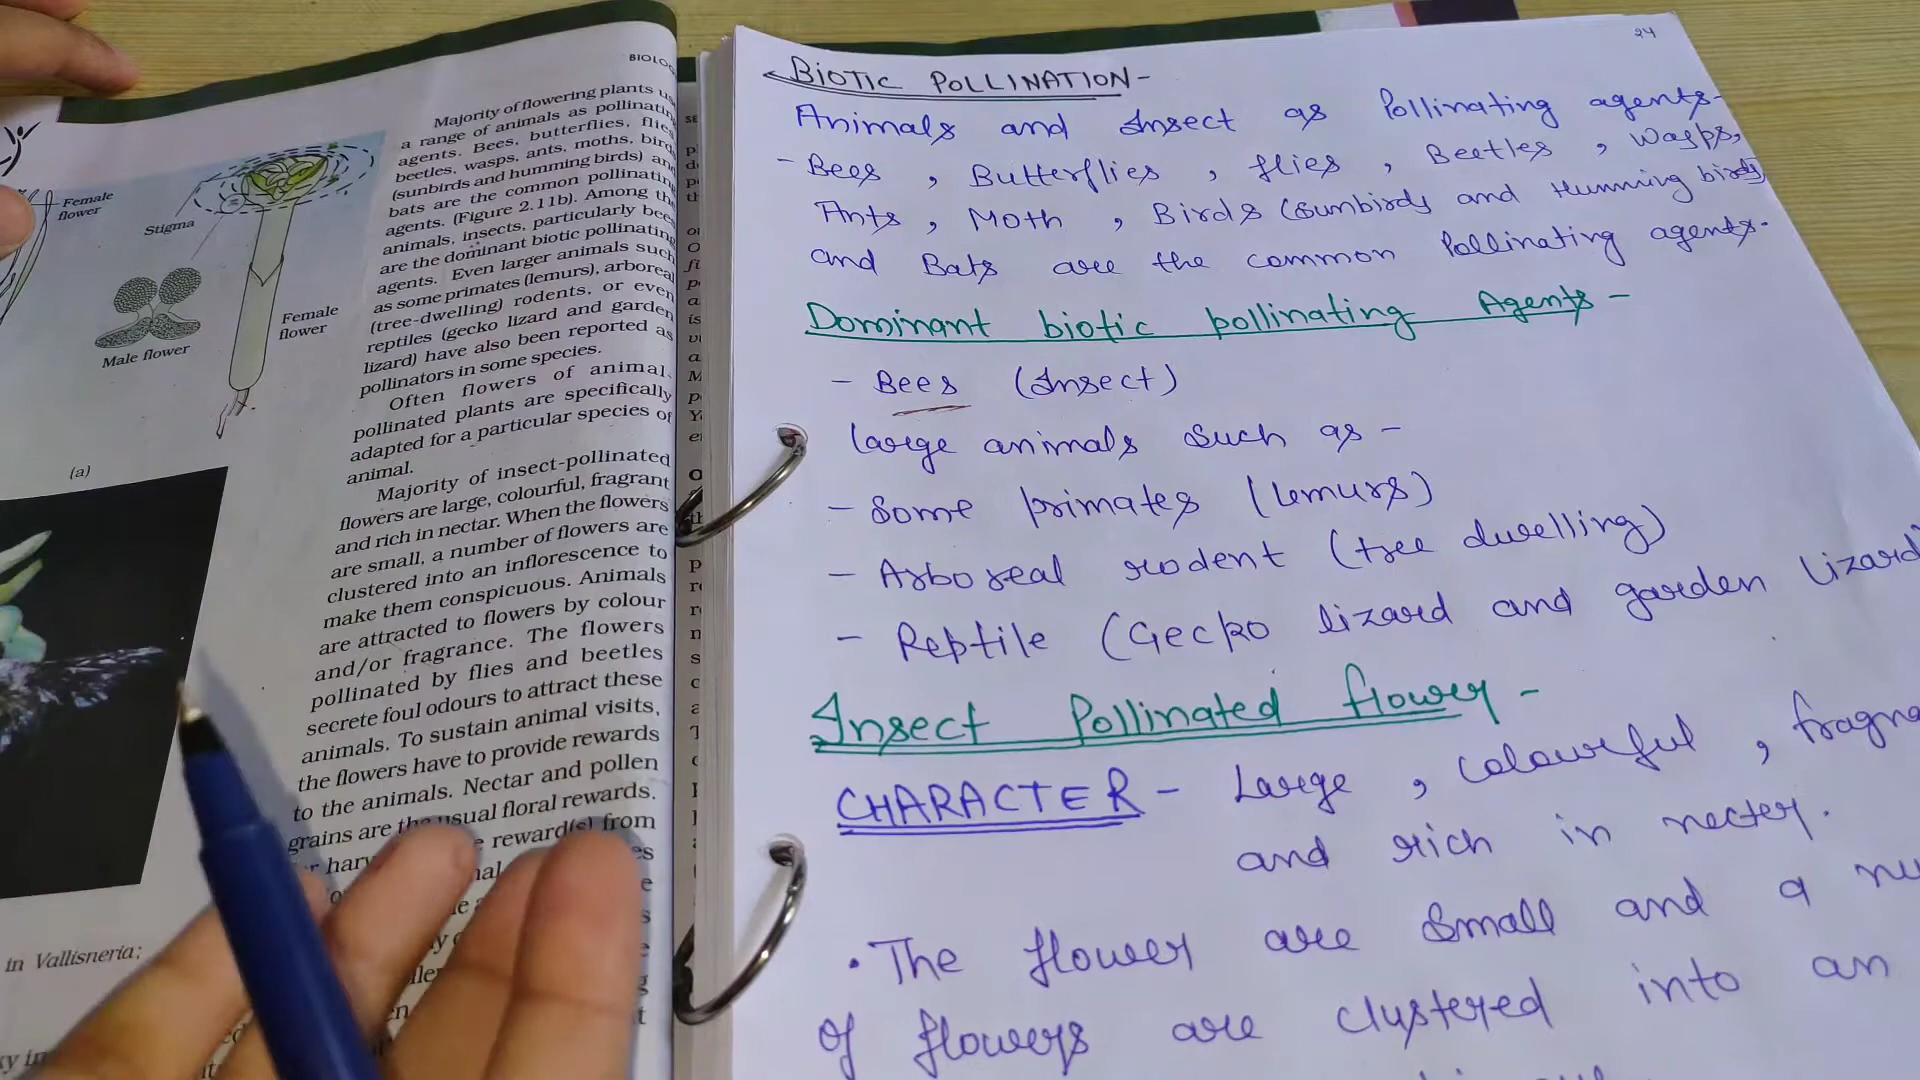 BIOLOG
Female
flower
Stigma
Male flower
Female
flower
(a)
in Vallisneria;
Majority of flowering plants
a range of animals as pollinating
agents. Bees, butterflies, flies
beetles, wasps, ants, moths, birds
(sunbirds and humming birds) and
bats are the common pollinating
agents. (Figure 2.11b). Among the
animals, insects, particularly bees
are the dominant biotic pollinating
agents. Even larger animals such
as some primates (lemurs), arboreal
(tree-dwelling) rodents, or even
reptiles (gecko lizard and garden
lizard) have also been reported as
pollinators in some species.
Often flowers of animal-
pollinated plants are specifically
adapted for a particular species of
animal.
Majority of insect-pollinated
flowers are large, colourful, fragrant
and rich in nectar. When the flowers
are small, a number of flowers are
clustered into an inflorescence to
make them conspicuous. Animals
are attracted to flowers by colour
and/or fragrance. The flowers
pollinated by flies and beetles
secrete foul odours to attract these
animals. To sustain animal visits,
the flowers have to provide rewards
to the animals. Nectar and pollen
grains are the usual floral rewards.
reward(s) from
24
BIOTIC POLLINATION-
Animals and Insect as Pollinating agents-
- Bees , Butterflies , flies , Beetles , Wasps,
Ants , Moth , Birds (sunbirds and Humming birds)
and Bats are the common Pollinating agents.
Dominant biotic pollinating Agents-
- Bees (Insect)
large animals such as -
- Some primates (lemurs)
- Arboreal rodent (tree dwelling)
- Reptile (Gecko lizard and garden lizard
Insect Pollinated flower -
CHARACTER - Large , colourful , fragna
and rich in necter.
• The flower are small and a nu
of flowers are clustered into an